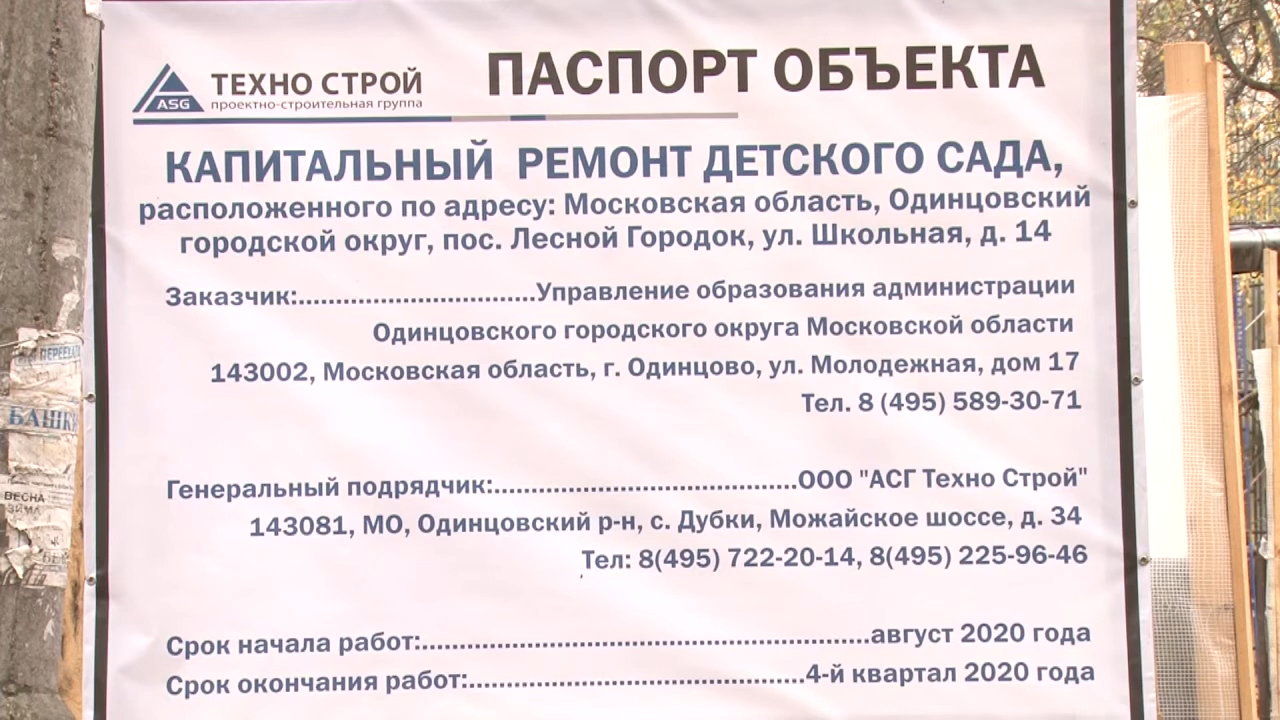 ASG
ТЕХНО СТРОЙ
проектно-строительная группа
ПАСПОРТ ОБЪЕКТА
КАПИТАЛЬНЫЙ РЕМОНТ ДЕТСКОГО САДА,
расположенного по адресу: Московская область, Одинцовский
городской округ, пос. Лесной Городок, ул. Школьная, д. 14
Заказчик:................................Управление образования администрации
Одинцовского городского округа Московской области
143002, Московская область, г. Одинцово, ул. Молодежная, дом 17
Тел. 8 (495) 589-30-71
Генеральный подрядчик:.........................................ООО "АСГ Техно Строй"
143081, МО, Одинцовский р-н, с. Дубки, Можайское шоссе, д. 34
Тел: 8(495) 722-20-14, 8(495) 225-96-46
Срок начала работ:.............................................................август 2020 года
Срок окончания работ:..............................................4-й квартал 2020 года
ВЕСНА
ЗИМА